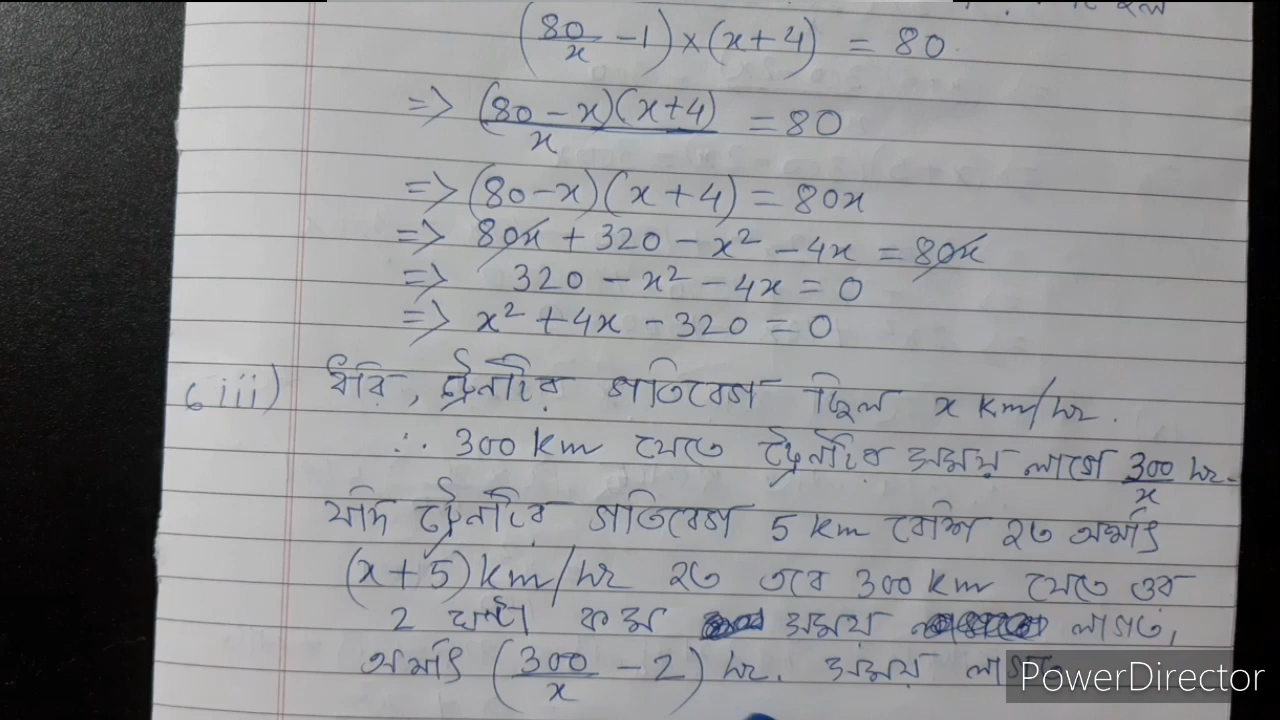 (80/x - 1) × (x + 4) = 80
=> (80 - x)(x + 4)/x = 80
=> (80 - x)(x + 4) = 80x
=> 80x + 320 - x² - 4x = 80x
=> 320 - x² - 4x = 0
=> x² + 4x - 320 = 0
(iii) ধরি, ট্রেনটির গতিবেগ ছিল x km/hr.
∴ 300 km যেতে ট্রেনটির সময় লাগে 300/x hr.
যদি ট্রেনটির গতিবেগ 5 km বেশি হত অর্থাৎ
(x + 5) km/hr হত তবে 300 km যেতে ওর
2 ঘন্টা কম সময় লাগত,
অর্থাৎ (300/x - 2) hr. সময়
PowerDirector